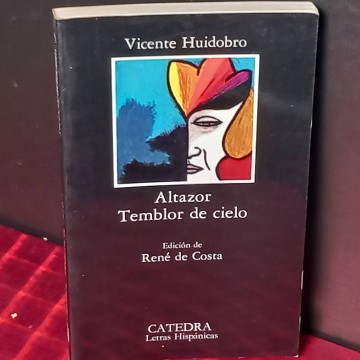 Vicente Huidobro
Altazor
Temblor de cielo
Edición de
René de Costa
CATEDRA
Letras Hispánicas